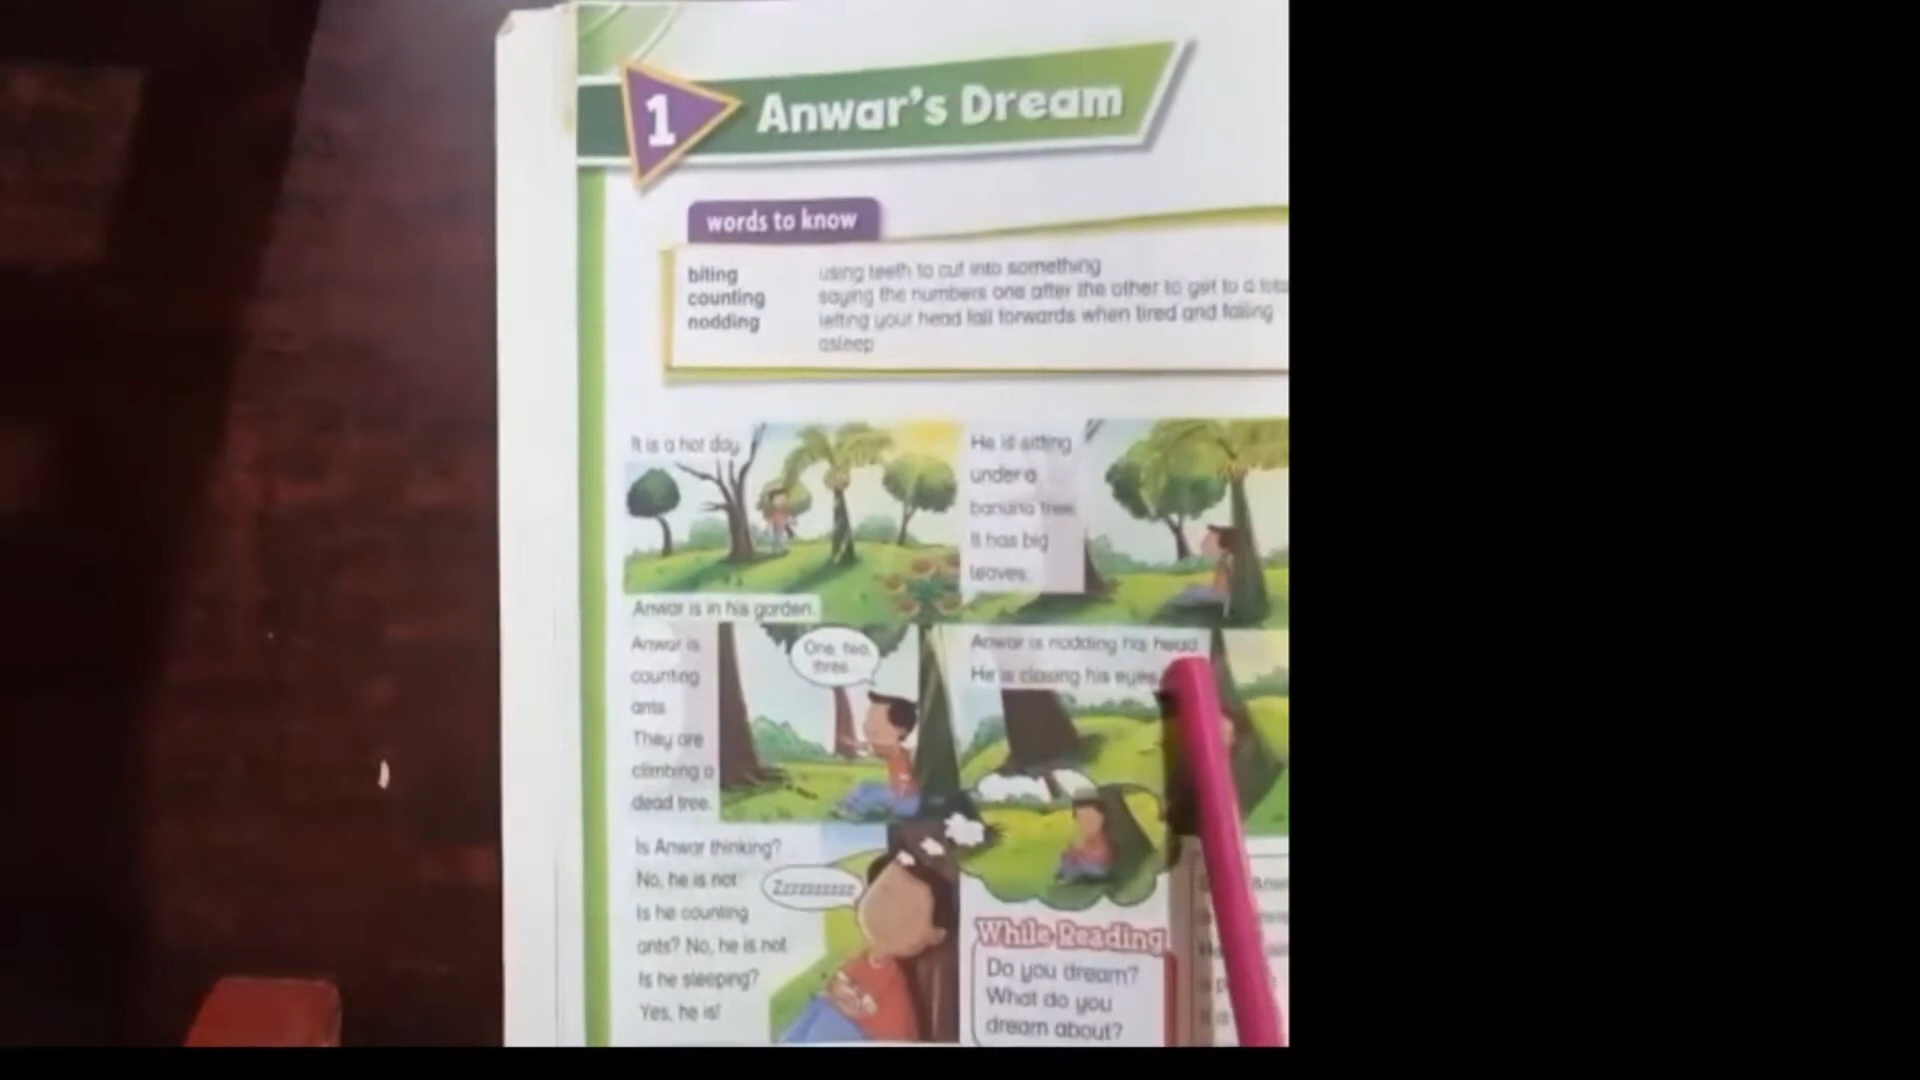 1 Anwar's Dream
words to know
biting using teeth to cut into something
counting saying the numbers one after the other to get to a
nodding letting your head fall forwards when tired and falling
asleep
It is a hot day
Anwar is in his garden.
He is sitting
under a
banana tree.
It has big
leaves.
Anwar is
counting
ants.
They are
climbing a
dead tree.
One, two,
three.
Anwar is nodding his head.
He is closing his eyes.
Is Anwar thinking?
No, he is not.
Is he counting
ants? No, he is not.
Is he sleeping?
Yes, he is!
Zzzzzzzzzz
While Reading
Do you dream?
What do you
dream about?